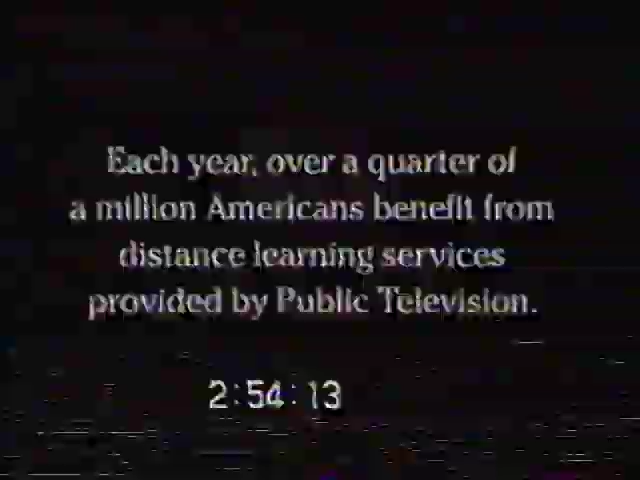 Each year, over a quarter of
a million Americans benefit from
distance learning services
provided by Public Television.
2:54:13